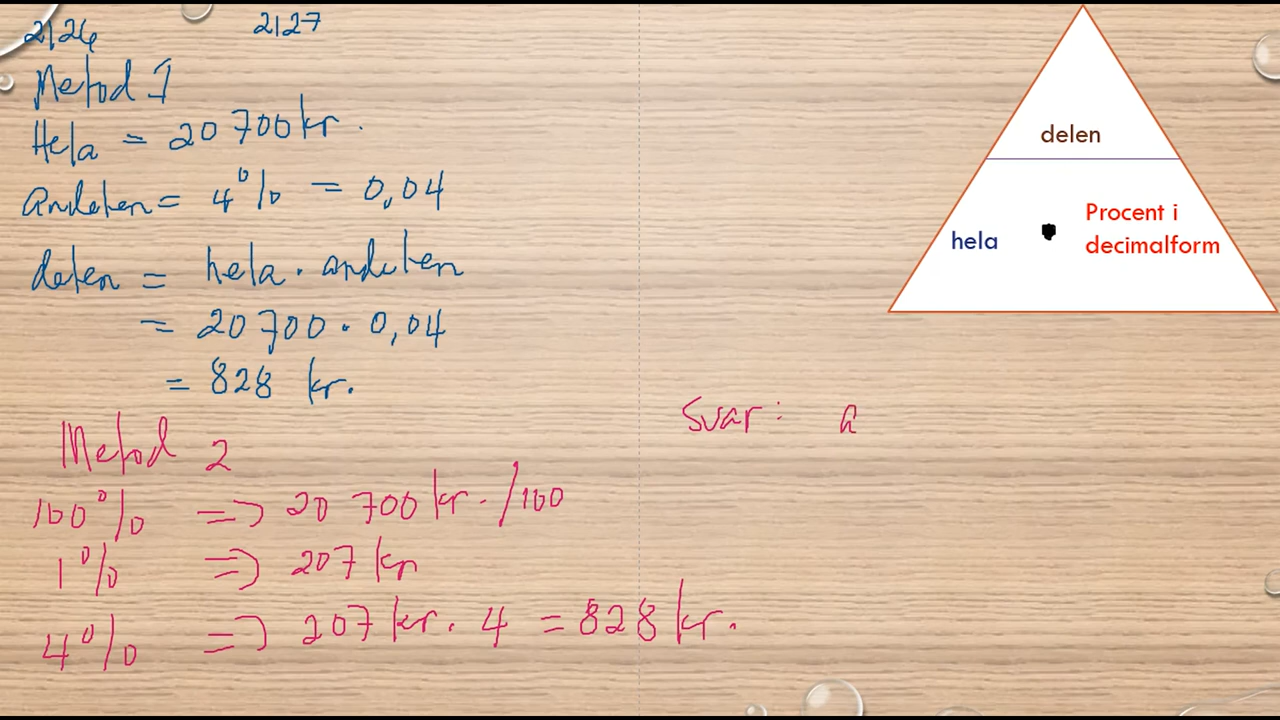 2126 2127
Metod 1
Hela = 20 700 kr.
andelen = 4% = 0,04
delen = hela · andelen
= 20 700 · 0,04
= 828 kr.
Metod 2
100% => 20 700 kr. /100
1% => 207 kr
4% => 207 kr. 4 = 828 kr.
Svar: a
delen
hela
Procent i
decimalform